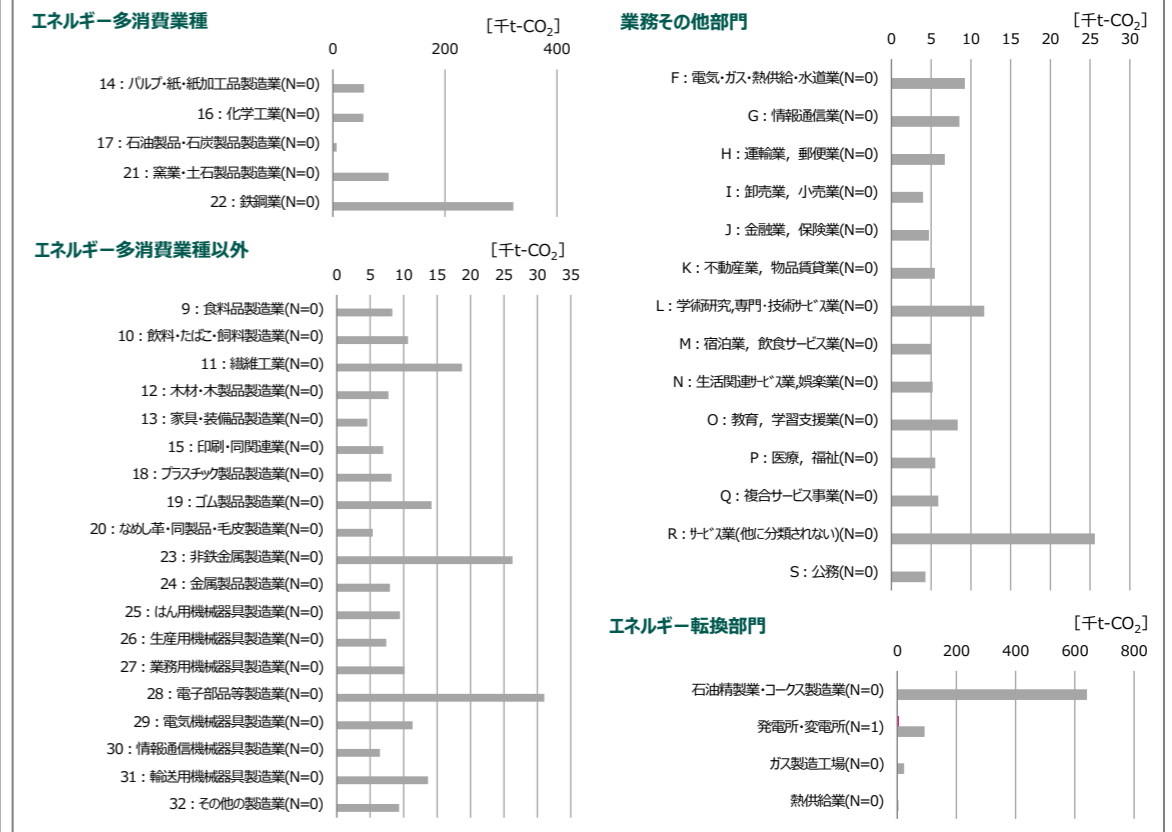 エネルギー多消費業種
[千t-CO₂]
0 200 400
14：パルプ・紙・紙加工品製造業(N=0)
16：化学工業(N=0)
17：石油製品・石炭製品製造業(N=0)
21：窯業・土石製品製造業(N=0)
22：鉄鋼業(N=0)
エネルギー多消費業種以外
[千t-CO₂]
0 5 10 15 20 25 30 35
9：食料品製造業(N=0)
10：飲料・たばこ・飼料製造業(N=0)
11：繊維工業(N=0)
12：木材・木製品製造業(N=0)
13：家具・装備品製造業(N=0)
15：印刷・同関連業(N=0)
18：プラスチック製品製造業(N=0)
19：ゴム製品製造業(N=0)
20：なめし革・同製品・毛皮製造業(N=0)
23：非鉄金属製造業(N=0)
24：金属製品製造業(N=0)
25：はん用機械器具製造業(N=0)
26：生産用機械器具製造業(N=0)
27：業務用機械器具製造業(N=0)
28：電子部品等製造業(N=0)
29：電気機械器具製造業(N=0)
30：情報通信機械器具製造業(N=0)
31：輸送用機械器具製造業(N=0)
32：その他の製造業(N=0)
業務その他部門
[千t-CO₂]
0 5 10 15 20 25 30
F：電気・ガス・熱供給・水道業(N=0)
G：情報通信業(N=0)
H：運輸業，郵便業(N=0)
I：卸売業，小売業(N=0)
J：金融業，保険業(N=0)
K：不動産業，物品賃貸業(N=0)
L：学術研究,専門・技術ｻｰﾋﾞｽ業(N=0)
M：宿泊業，飲食サービス業(N=0)
N：生活関連ｻｰﾋﾞｽ業,娯楽業(N=0)
O：教育，学習支援業(N=0)
P：医療，福祉(N=0)
Q：複合サービス事業(N=0)
R：ｻｰﾋﾞｽ業(他に分類されない)(N=0)
S：公務(N=0)
エネルギー転換部門
[千t-CO₂]
0 200 400 600 800
石油精製業・コークス製造業(N=0)
発電所・変電所(N=1)
ガス製造工場(N=0)
熱供給業(N=0)